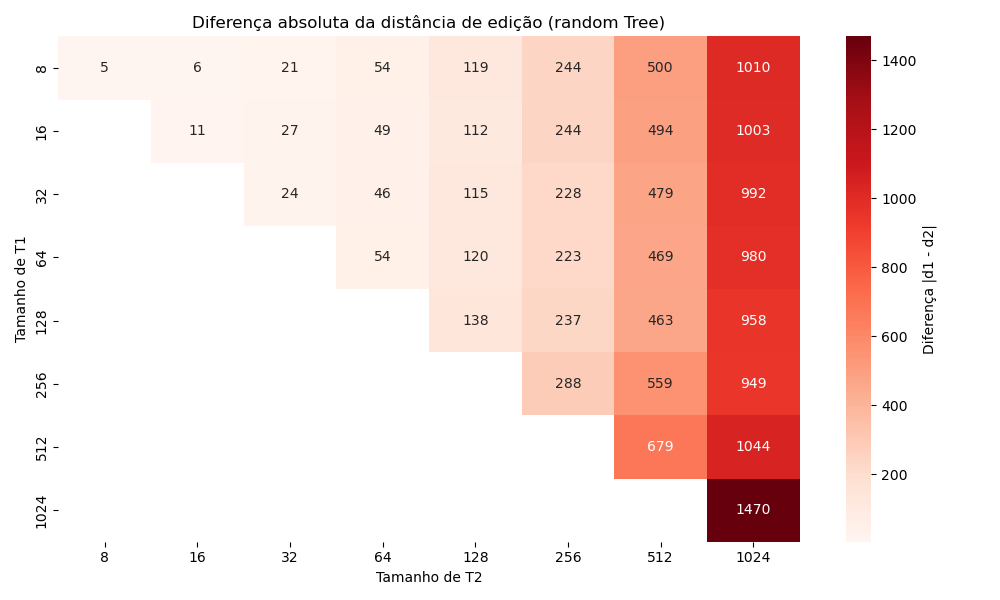 Diferença absoluta da distância de edição (random Tree)
Tamanho de T1
8 5 6 21 54 119 244 500 1010
16 11 27 49 112 244 494 1003
32 24 46 115 228 479 992
64 54 120 223 469 980
128 138 237 463 958
256 288 559 949
512 679 1044
1024 1470
8 16 32 64 128 256 512 1024
Tamanho de T2
1400
1200
1000
800
600
400
200
Diferença |d1 - d2|